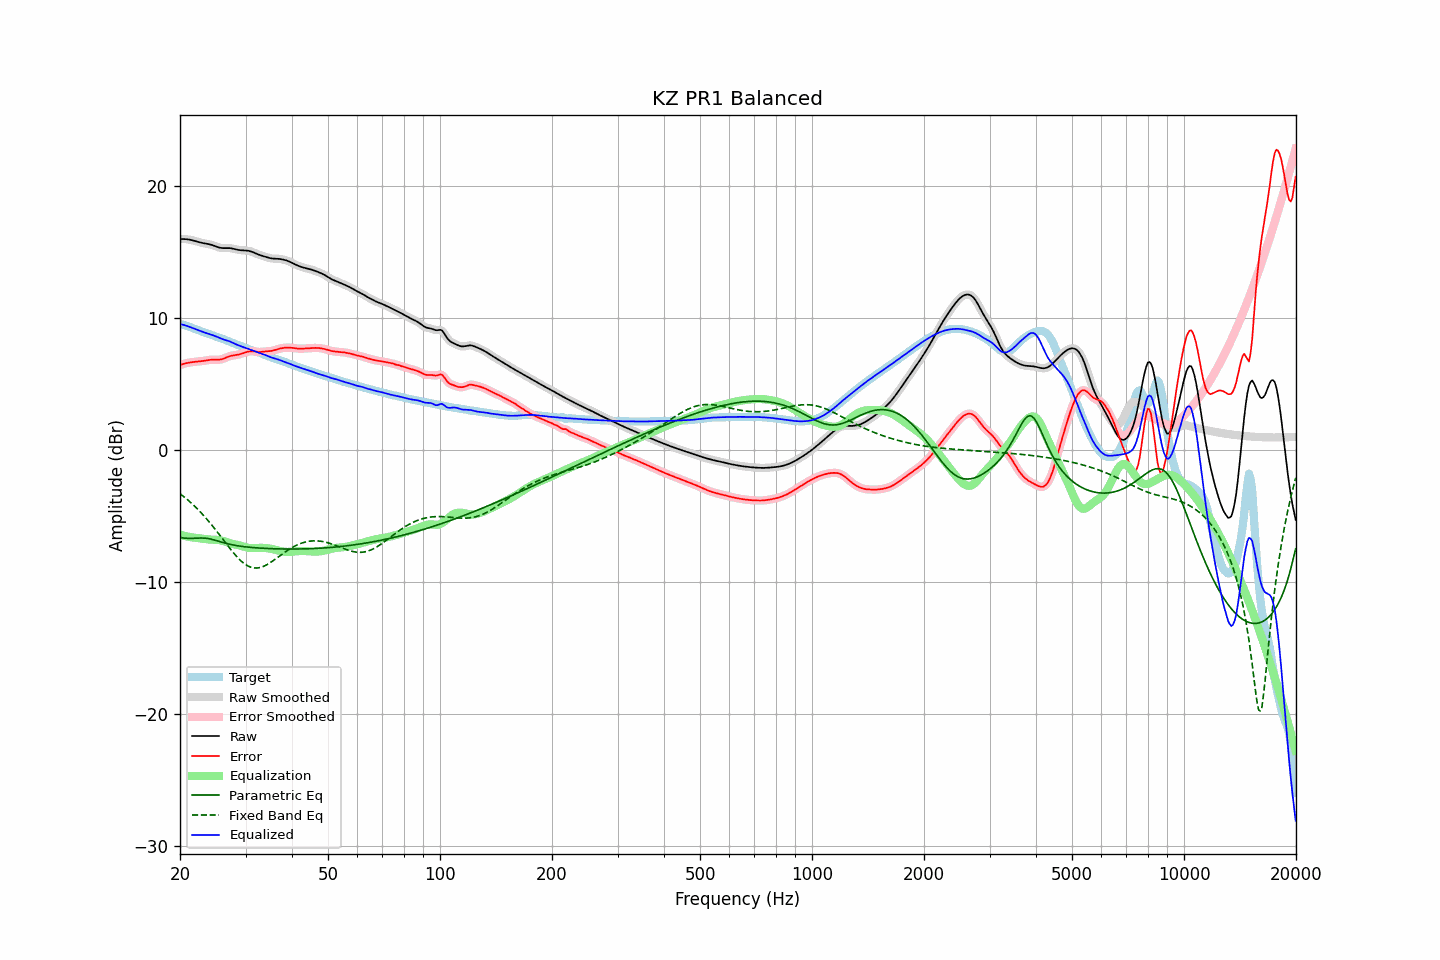 KZ PR1 Balanced
Amplitude (dBr)
20
10
0
−10
−20
−30
Target
Raw Smoothed
Error Smoothed
Raw
Error
Equalization
Parametric Eq
Fixed Band Eq
Equalized
20 50 100 200 500 1000 2000 5000 10000 20000
Frequency (Hz)